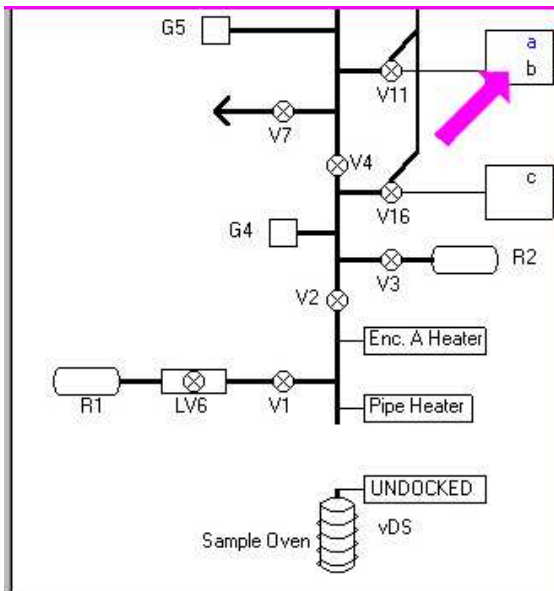 G5
a
b
V11
V7
V4
c
V16
G4
R2
V3
V2
Enc. A Heater
R1
LV6
V1
Pipe Heater
UNDOCKED
vDS
Sample Oven